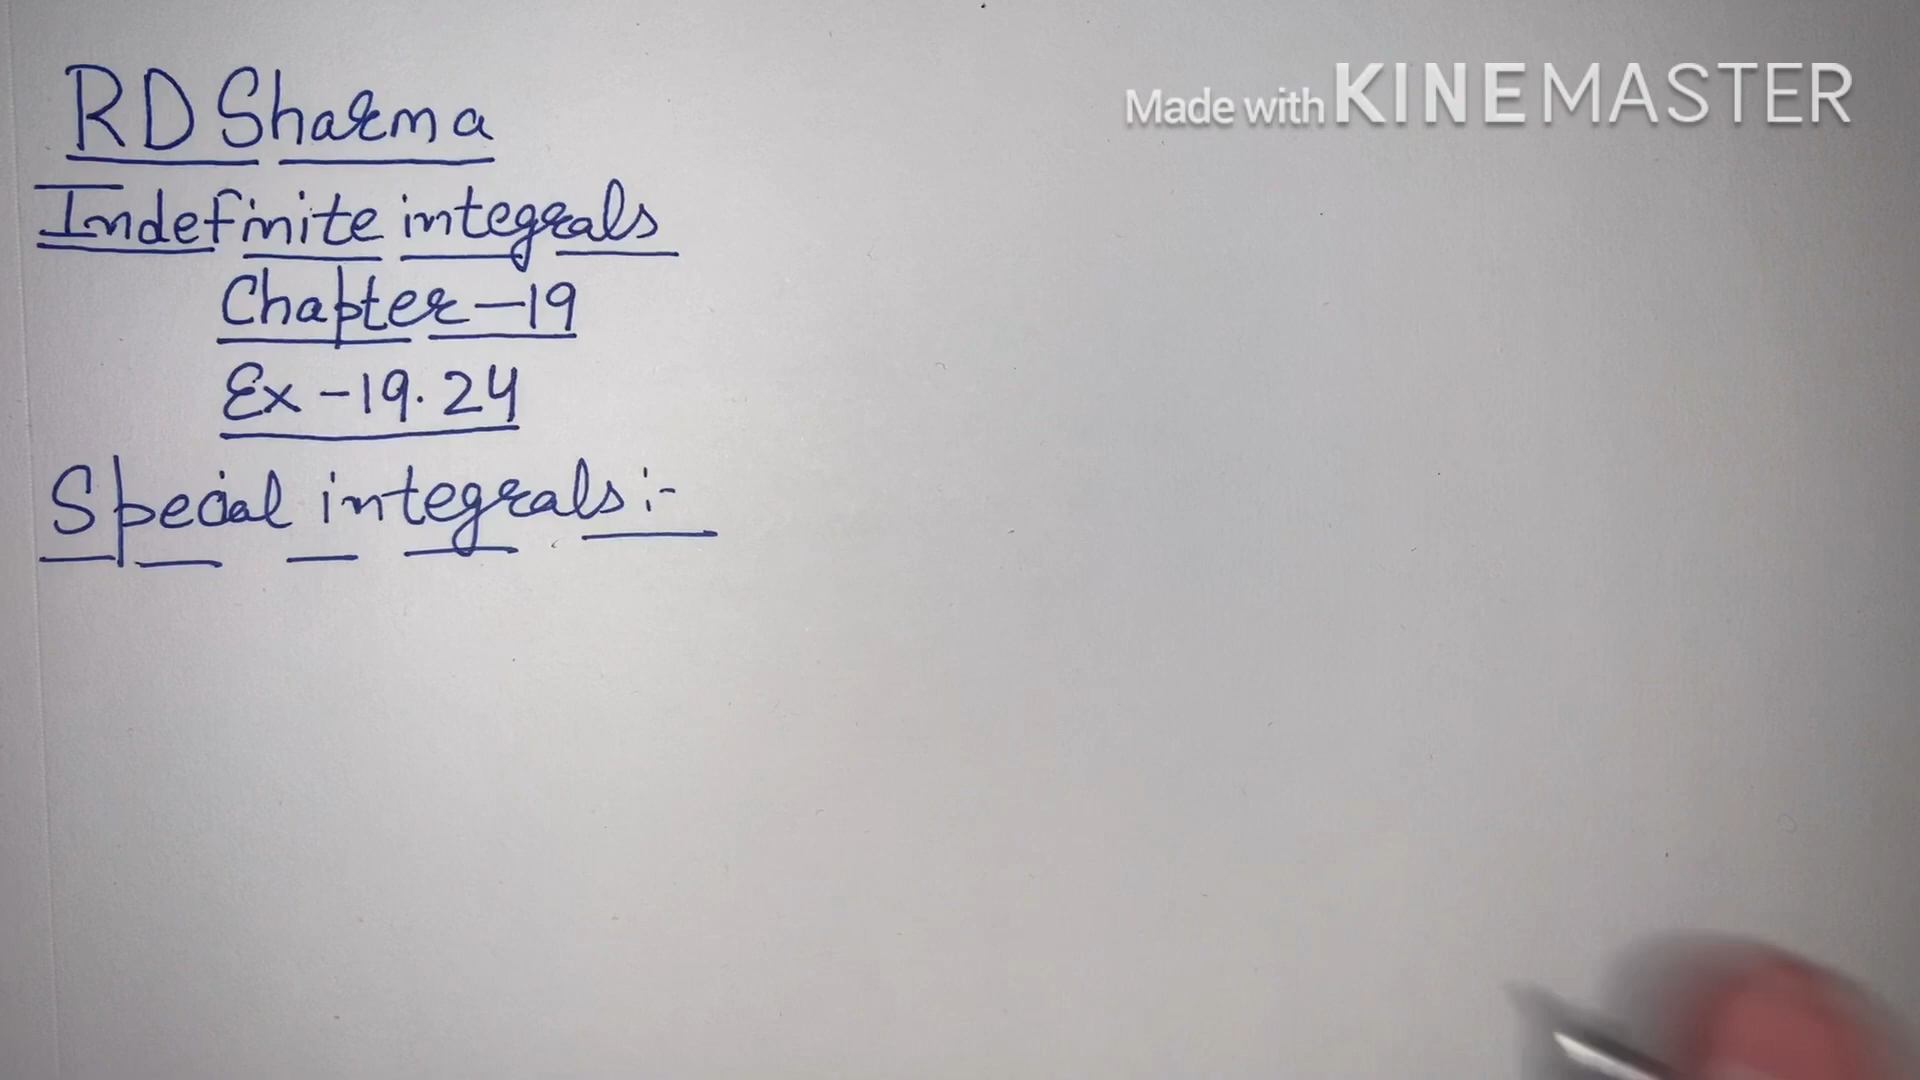 RD Sharma
Made with KINEMASTER
Indefinite integrals
Chapter-19
Ex-19.24
Special integrals:-